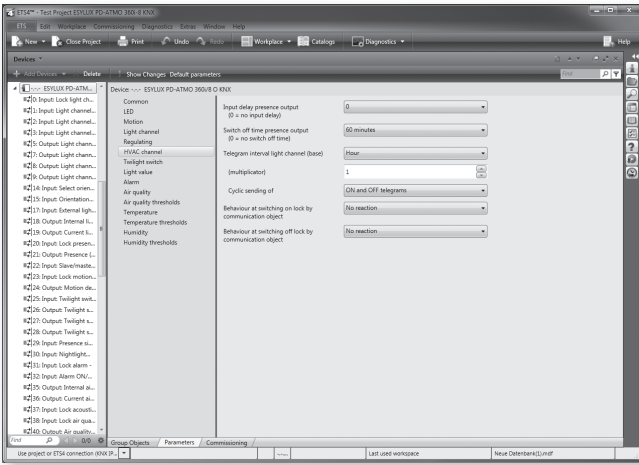 ETS4™ - Test Project ESYLUX PD-ATMO 360i-8 KNX
ETS Edit Workplace Commissioning Diagnostics Extras Window Help
New Close Project Print Undo Redo Workplace Catalogs Diagnostics Help
Devices
Add Devices Delete Show Changes Default parameters Find
-.-.- ESYLUX PD-ATM...
0: Input: Lock light ch...
1: Input: Light channel...
2: Input: Light channel...
3: Input: Light channel...
5: Output: Light chann...
7: Output: Light chann...
8: Output: Light chann...
9: Output: Light chann...
14: Input: Select orien...
15: Input: Orientation...
17: Input: External ligh...
18: Output: Internal li...
19: Output: Current li...
20: Input: Lock presen...
21: Output: Presence (...
22: Input: Slave/maste...
23: Input: Lock motion...
24: Output: Motion de...
25: Input: Twilight swit...
26: Output: Twilight s...
27: Output: Twilight s...
28: Output: Twilight s...
29: Input: Presence si...
30: Input: Nightlight...
31: Input: Lock alarm -
32: Input: Alarm ON/...
35: Output: Internal ai...
36: Output: Current ai...
37: Input: Lock acousti...
38: Input: Lock air qua...
40: Output: Air quality...
Find 0/0
Device: -.-.- ESYLUX PD-ATMO 360i/8 O KNX
Common
LED
Motion
Light channel
Regulating
HVAC channel
Twilight switch
Light value
Alarm
Air quality
Air quality thresholds
Temperature
Temperature thresholds
Humidity
Humidity thresholds
Input delay presence output
(0 = no input delay)
0
Switch off time presence output
(0 = no switch off time)
60 minutes
Telegram interval light channel (base)
Hour
(multiplicator)
1
Cyclic sending of
ON and OFF telegrams
Behaviour at switching on lock by
communication object
No reaction
Behaviour at switching off lock by
communication object
No reaction
Group Objects Parameters Commissioning
Use project or ETS4 connection (KNX IP... Last used workspace Neue Datenbank(1).mdf